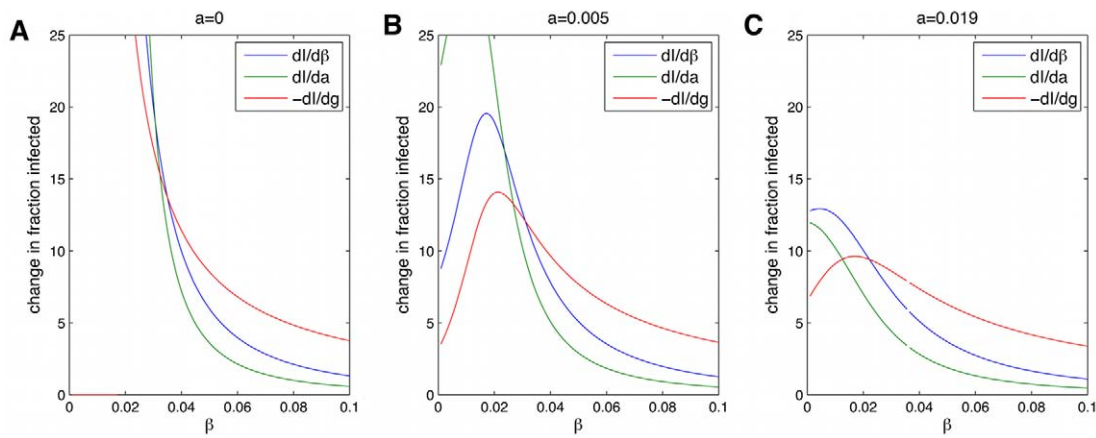 A
a=0
change in fraction infected
25
20
15
10
5
0
dI/dβ
dI/da
−dI/dg
0
0.02
0.04
0.06
0.08
0.1
β
B
a=0.005
change in fraction infected
25
20
15
10
5
0
dI/dβ
dI/da
−dI/dg
0
0.02
0.04
0.06
0.08
0.1
β
C
a=0.019
change in fraction infected
25
20
15
10
5
0
dI/dβ
dI/da
−dI/dg
0
0.02
0.04
0.06
0.08
0.1
β